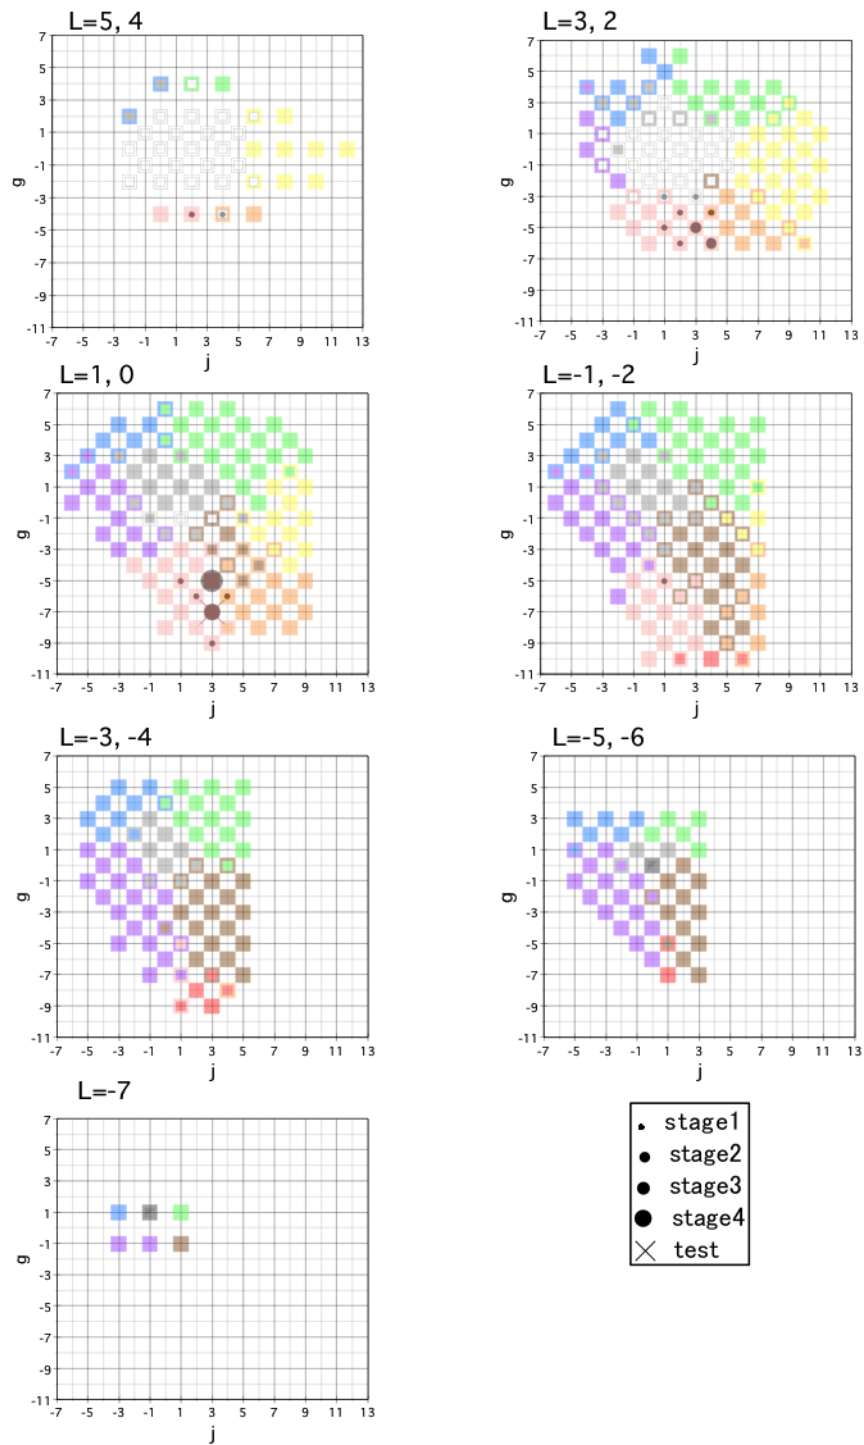 L=5, 4
7
5
3
1
-1
-3
-5
-7
-9
-11
g
-7 -5 -3 -1 1 3 5 7 9 11 13
j
L=3, 2
7
5
3
1
-1
-3
-5
-7
-9
-11
g
-7 -5 -3 -1 1 3 5 7 9 11 13
j
L=1, 0
7
5
3
1
-1
-3
-5
-7
-9
-11
g
-7 -5 -3 -1 1 3 5 7 9 11 13
j
L=-1, -2
7
5
3
1
-1
-3
-5
-7
-9
-11
g
-7 -5 -3 -1 1 3 5 7 9 11 13
j
L=-3, -4
7
5
3
1
-1
-3
-5
-7
-9
-11
g
-7 -5 -3 -1 1 3 5 7 9 11 13
j
L=-5, -6
7
5
3
1
-1
-3
-5
-7
-9
-11
g
-7 -5 -3 -1 1 3 5 7 9 11 13
j
L=-7
7
5
3
1
-1
-3
-5
-7
-9
-11
g
-7 -5 -3 -1 1 3 5 7 9 11 13
j
stage1
stage2
stage3
stage4
test